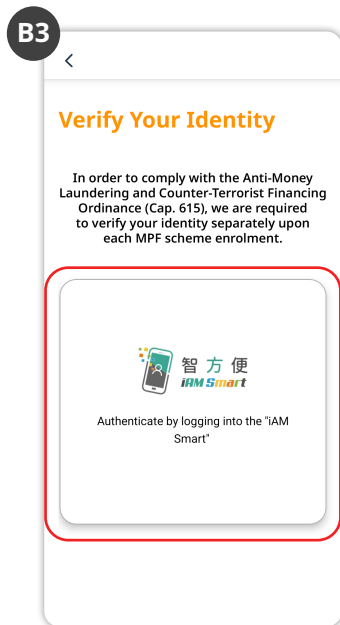 B3
Verify Your Identity
In order to comply with the Anti-Money
Laundering and Counter-Terrorist Financing
Ordinance (Cap. 615), we are required
to verify your identity separately upon
each MPF scheme enrolment.
智方便
iAM Smart
Authenticate by logging into the "iAM
Smart"